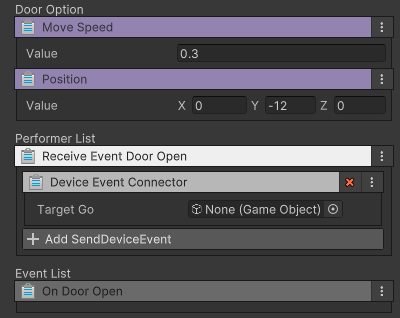 Door Option
Move Speed
Value 0.3
Position
Value X 0 Y -12 Z 0
Performer List
Receive Event Door Open
Device Event Connector
Target Go None (Game Object)
Add SendDeviceEvent
Event List
On Door Open